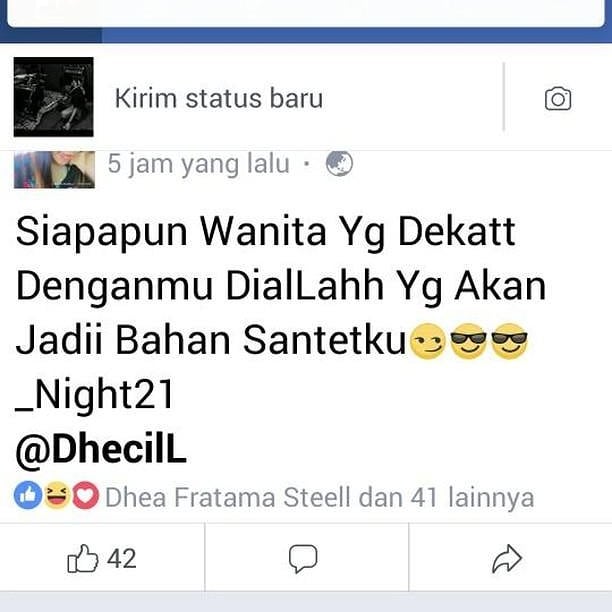 Kirim status baru
5 jam yang lalu ·
Siapapun Wanita Yg Dekatt
Denganmu DialLahh Yg Akan
Jadii Bahan Santetku😏😎😎
_Night21
@DhecilL
Dhea Fratama Steell dan 41 lainnya
42